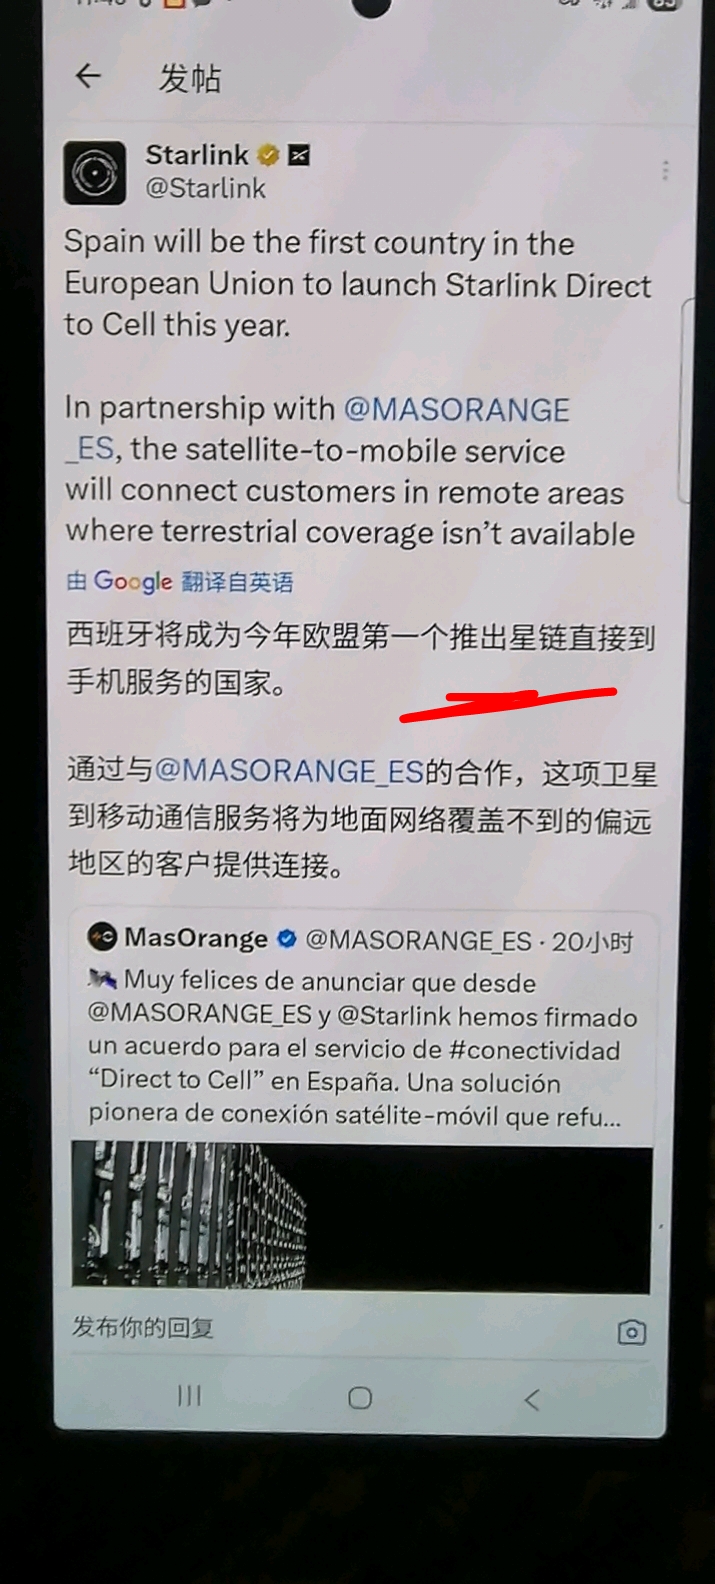 发帖
Starlink
@Starlink
Spain will be the first country in the
European Union to launch Starlink Direct
to Cell this year.
In partnership with @MASORANGE
_ES, the satellite-to-mobile service
will connect customers in remote areas
where terrestrial coverage isn't available
由 Google 翻译自英语
西班牙将成为今年欧盟第一个推出星链直接到
手机服务的国家。
通过与@MASORANGE_ES的合作，这项卫星
到移动通信服务将为地面网络覆盖不到的偏远
地区的客户提供连接。
MasOrange @MASORANGE_ES · 20小时
Muy felices de anunciar que desde
@MASORANGE_ES y @Starlink hemos firmado
un acuerdo para el servicio de #conectividad
“Direct to Cell” en España. Una solución
pionera de conexión satélite-móvil que refu...
发布你的回复